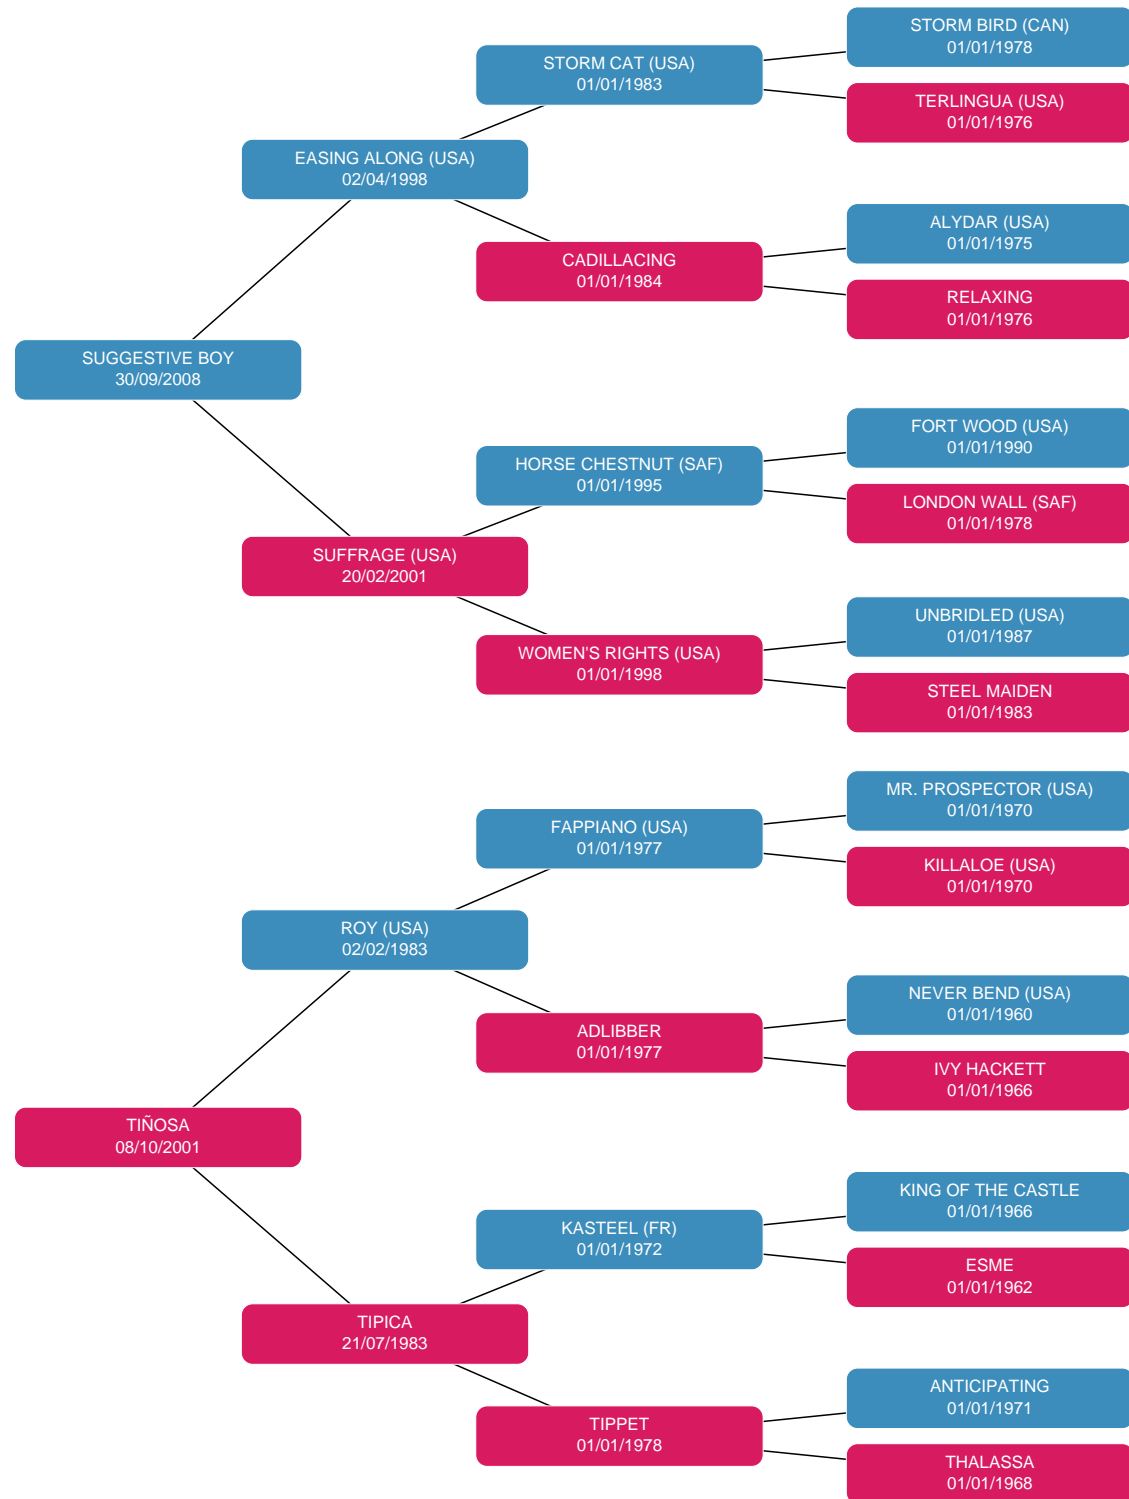 STORM BIRD (CAN)
01/01/1978
STORM CAT (USA)
01/01/1983
TERLINGUA (USA)
01/01/1976
EASING ALONG (USA)
02/04/1998
ALYDAR (USA)
01/01/1975
CADILLACING
01/01/1984
RELAXING
01/01/1976
SUGGESTIVE BOY
30/09/2008
FORT WOOD (USA)
01/01/1990
HORSE CHESTNUT (SAF)
01/01/1995
LONDON WALL (SAF)
01/01/1978
SUFFRAGE (USA)
20/02/2001
UNBRIDLED (USA)
01/01/1987
WOMEN'S RIGHTS (USA)
01/01/1998
STEEL MAIDEN
01/01/1983
MR. PROSPECTOR (USA)
01/01/1970
FAPPIANO (USA)
01/01/1977
KILLALOE (USA)
01/01/1970
ROY (USA)
02/02/1983
NEVER BEND (USA)
01/01/1960
ADLIBBER
01/01/1977
IVY HACKETT
01/01/1966
TIÑOSA
08/10/2001
KING OF THE CASTLE
01/01/1966
KASTEEL (FR)
01/01/1972
ESME
01/01/1962
TIPICA
21/07/1983
ANTICIPATING
01/01/1971
TIPPET
01/01/1978
THALASSA
01/01/1968